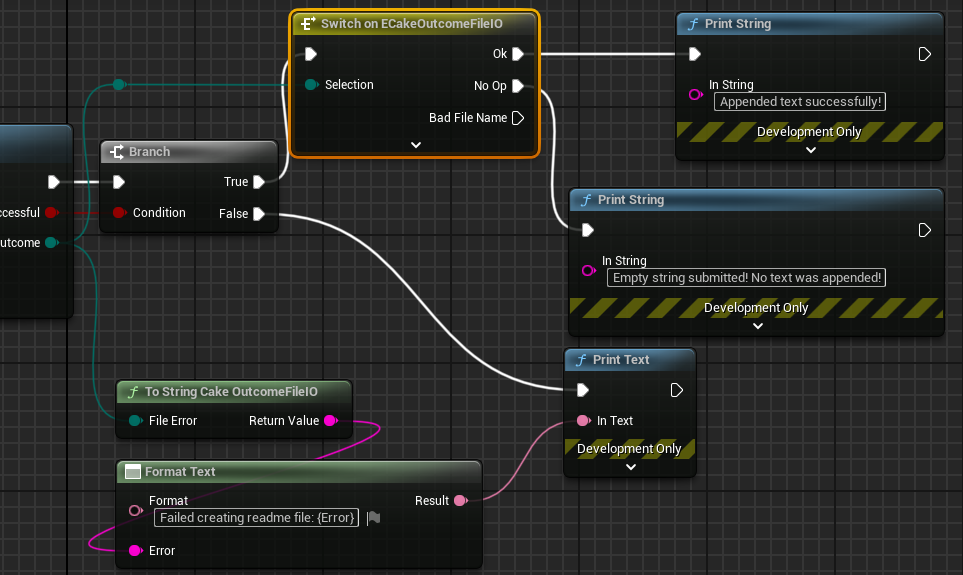 Switch on ECakeOutcomeFileIO
Ok
Selection
No Op
Bad File Name
Print String
In String
Appended text successfully!
Development Only
Branch
True
Condition
False
ccessful
utcome
Print String
In String
Empty string submitted! No text was appended!
Development Only
Print Text
In Text
Development Only
To String Cake OutcomeFileIO
File Error
Return Value
Format Text
Format
Failed creating readme file: {Error}
Result
Error